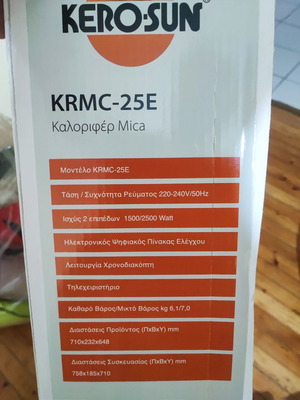 KERO-SUN®
KRMC-25E
Καλοριφέρ Mica
Μοντέλο KRMC-25E
Τάση / Συχνότητα Ρεύματος 220-240V/50Hz
Ισχύς 2 επιπέδων 1500/2500 Watt
Ηλεκτρονικός Ψηφιακός Πίνακας Ελέγχου
Λειτουργία Χρονοδιακόπτη
Τηλεχειριστήριο
Καθαρό Βάρος/Μικτό Βάρος kg 6,1/7,0
Διαστάσεις Προϊόντος (ΠxΒxΥ) mm
710x232x648
Διαστάσεις Συσκευασίας (ΠxΒxΥ) mm
758x185x710